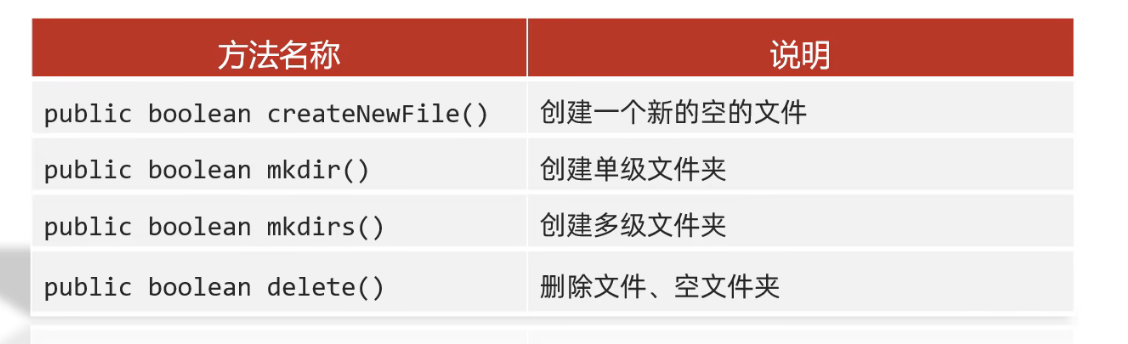 方法名称 说明
public boolean createNewFile() 创建一个新的空的文件
public boolean mkdir() 创建单级文件夹
public boolean mkdirs() 创建多级文件夹
public boolean delete() 删除文件、空文件夹